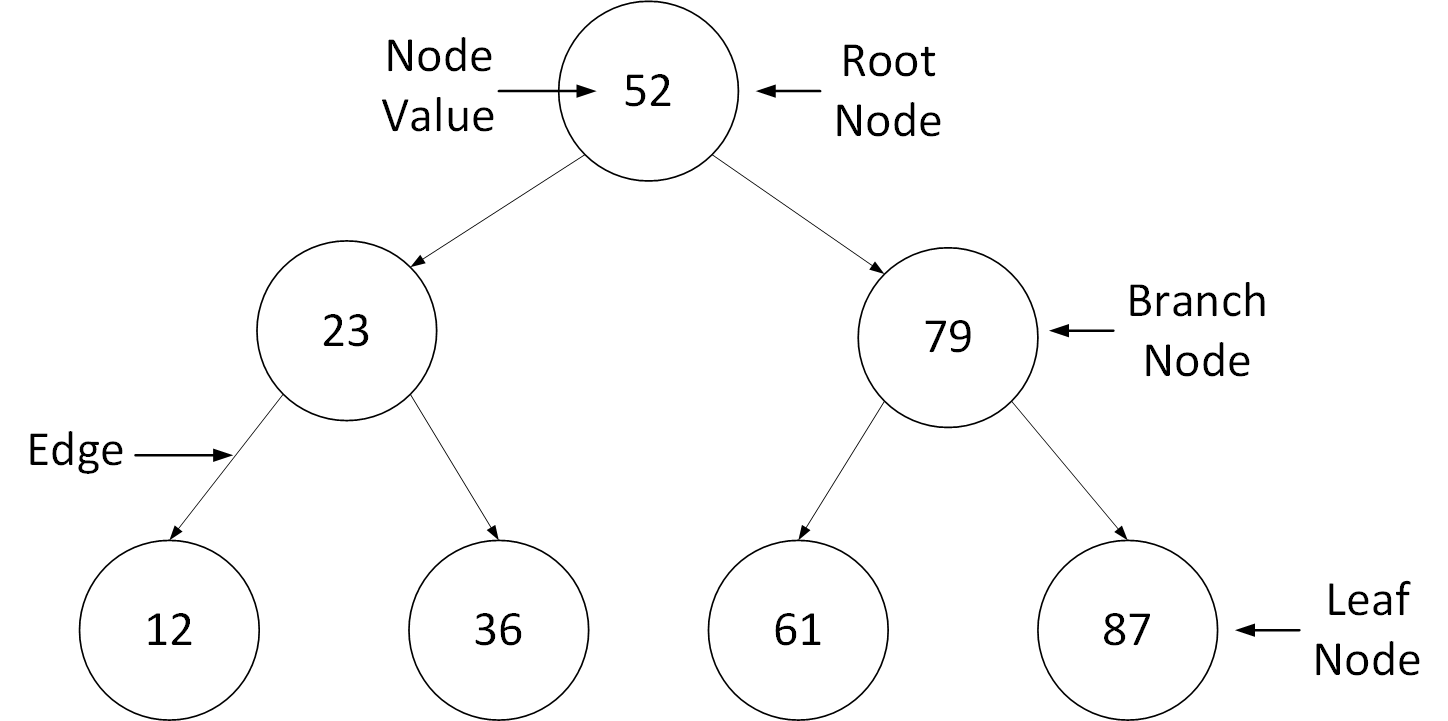 Node
Value
52
Root
Node
23
79
Branch
Node
Edge
12
36
61
87
Leaf
Node